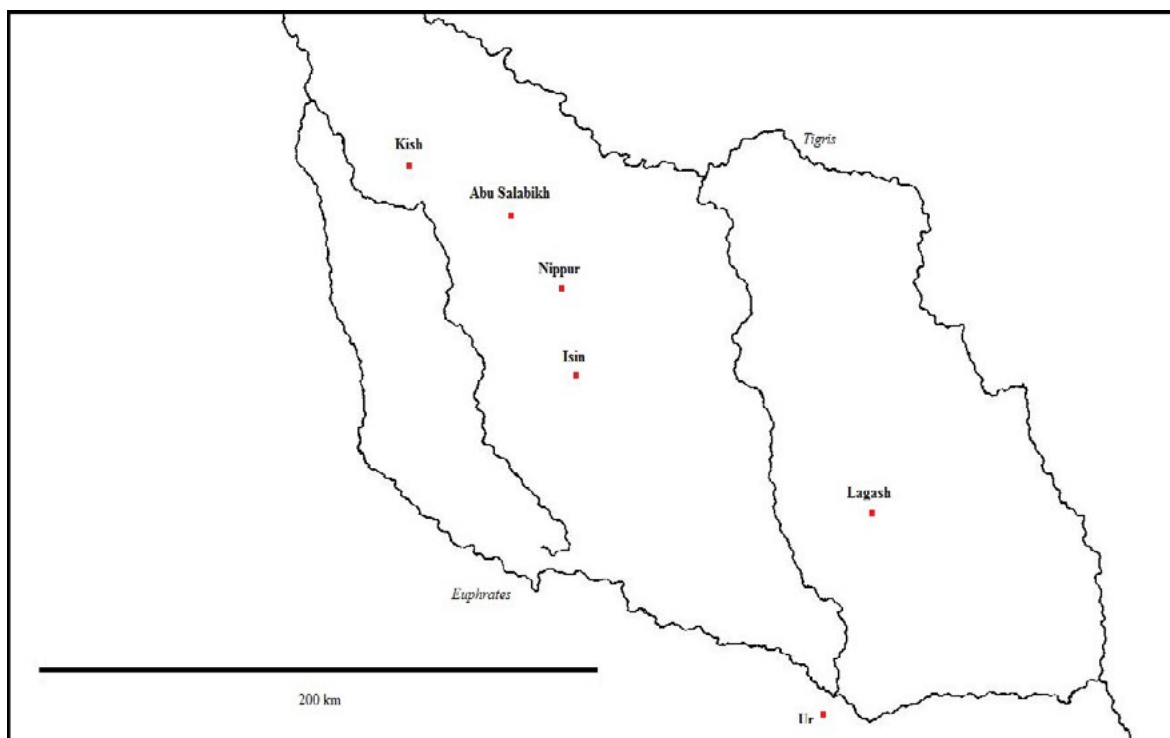 Tigris
Kish
Abu Salabikh
Nippur
Isin
Lagash
Euphrates
200 km
Ur